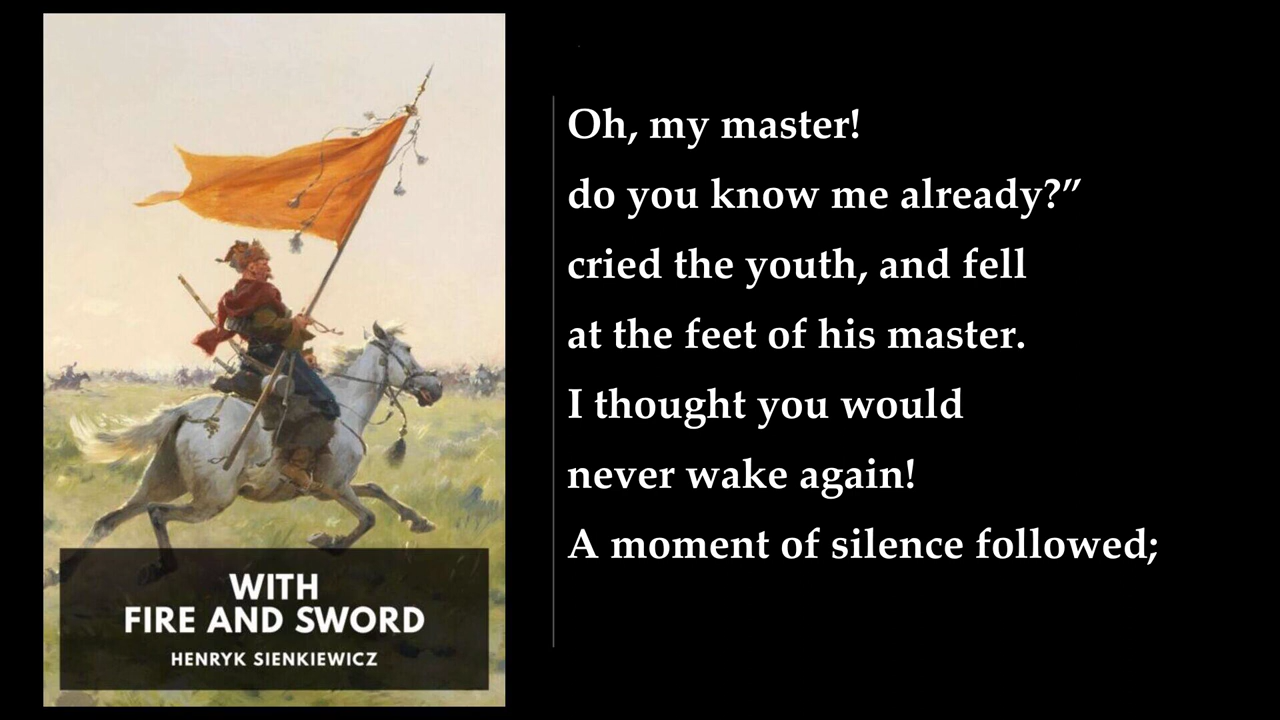 Oh, my master!
do you know me already?”
cried the youth, and fell
at the feet of his master.
I thought you would
never wake again!
A moment of silence followed;
WITH
FIRE AND SWORD
HENRYK SIENKIEWICZ